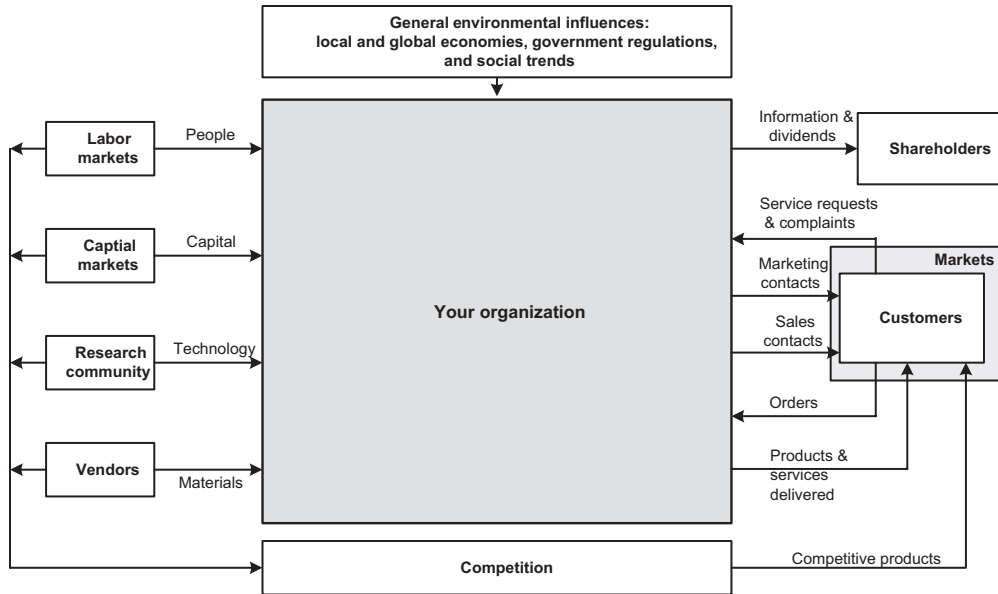 General environmental influences:
local and global economies, government regulations,
and social trends
Labor
markets
People
Captial
markets
Capital
Research
community
Technology
Vendors
Materials
Your organization
Information &
dividends
Shareholders
Service requests
& complaints
Markets
Marketing
contacts
Customers
Sales
contacts
Orders
Products &
services
delivered
Competition
Competitive products